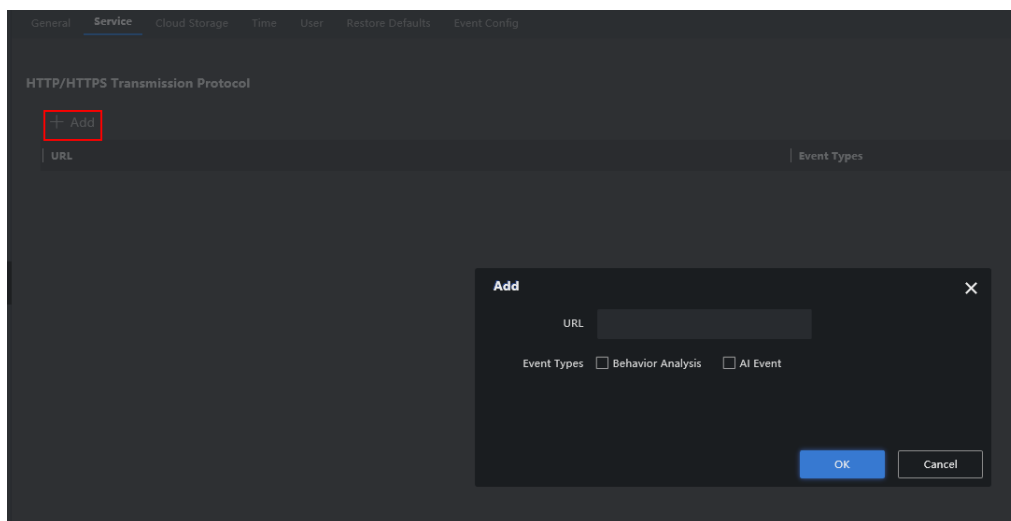 General Service Cloud Storage Time User Restore Defaults Event Config
HTTP/HTTPS Transmission Protocol
+ Add
URL Event Types
Add
URL
Event Types Behavior Analysis AI Event
OK Cancel